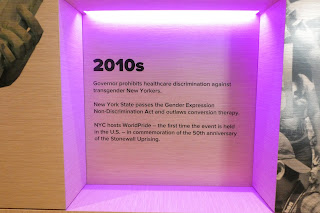 2010s
Governor prohibits healthcare discrimination against
transgender New Yorkers.
New York State passes the Gender Expression
Non-Discrimination Act and outlaws conversion therapy.
NYC hosts WorldPride – the first time the event is held
in the U.S. – in commemoration of the 50th anniversary
of the Stonewall Uprising.